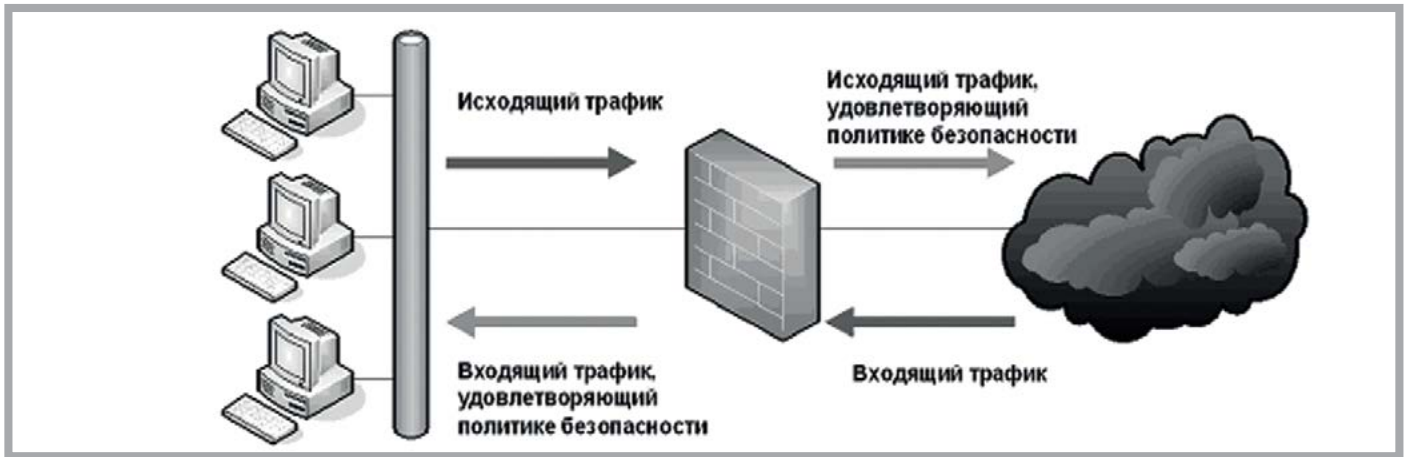 Исходящий трафик
Исходящий трафик,
удовлетворяющий
политике безопасности
Входящий трафик,
удовлетворяющий
политике безопасности
Входящий трафик